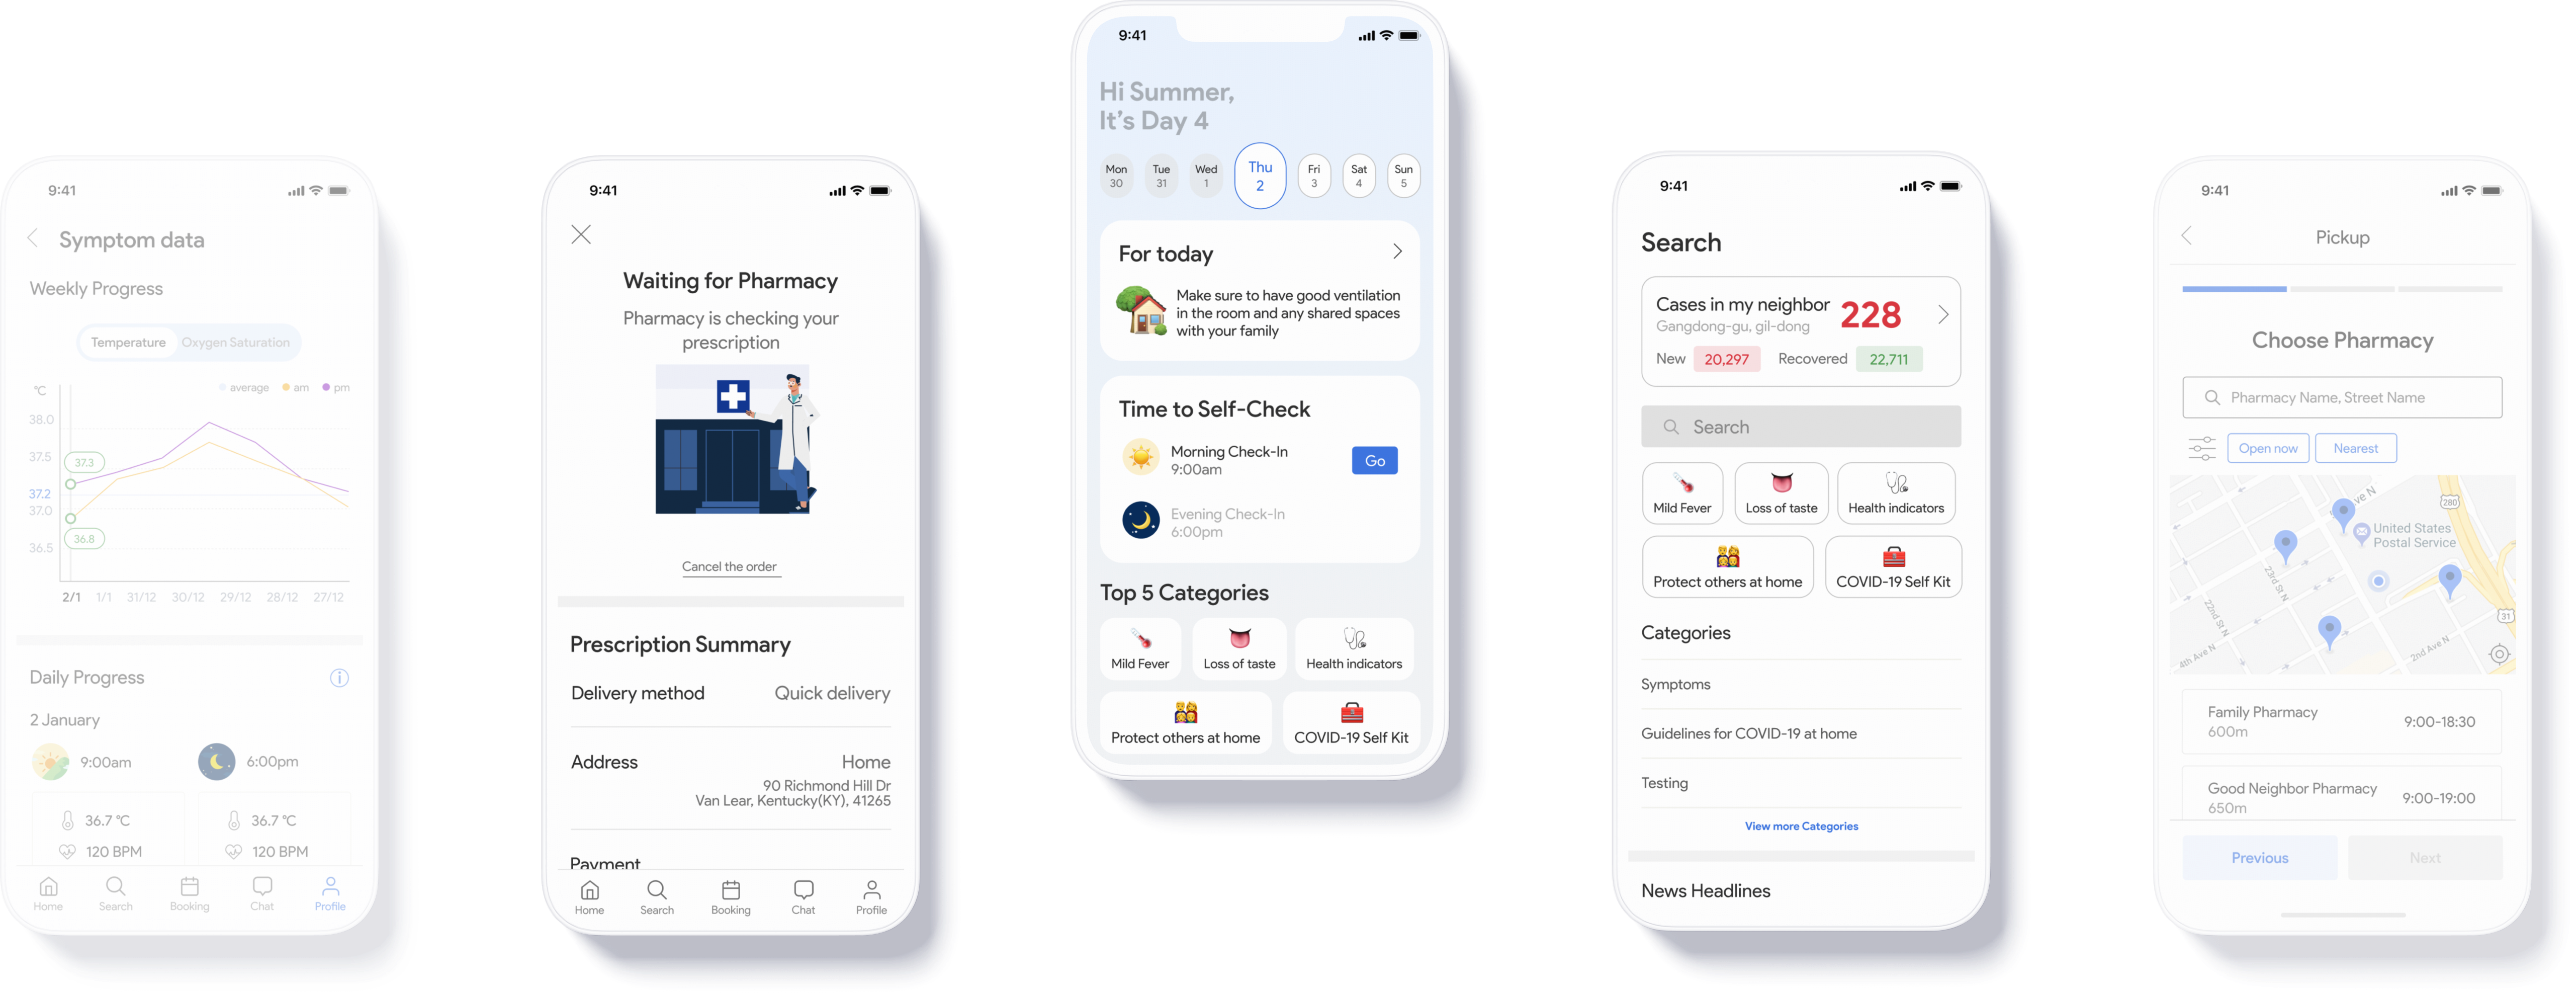 9:41
Symptom data
Weekly Progress
Temperature Oxygen Saturation
°C average am pm
38.0
37.5
37.3
37.2
37.0
36.8
36.5
2/1 1/1 31/12 30/12 29/12 28/12 27/12
Daily Progress
2 January
9:00am 6:00pm
36.7 °C 36.7 °C
120 BPM 120 BPM
Home Search Booking Chat Profile
9:41
Waiting for Pharmacy
Pharmacy is checking your
prescription
Cancel the order
Prescription Summary
Delivery method Quick delivery
Address Home
90 Richmond Hill Dr
Van Lear, Kentucky(KY), 41265
Payment
Home Search Booking Chat Profile
9:41
Hi Summer,
It's Day 4
Mon Tue Wed Thu Fri Sat Sun
30 31 1 2 3 4 5
For today
Make sure to have good ventilation
in the room and any shared spaces
with your family
Time to Self-Check
Morning Check-In
9:00am
Go
Evening Check-In
6:00pm
Top 5 Categories
Mild Fever Loss of taste Health indicators
Protect others at home COVID-19 Self Kit
9:41
Search
Cases in my neighbor 228
Gangdong-gu, gil-dong
New 20,297 Recovered 22,711
Search
Mild Fever Loss of taste Health indicators
Protect others at home COVID-19 Self Kit
Categories
Symptoms
Guidelines for COVID-19 at home
Testing
View more Categories
News Headlines
9:41
Pickup
Choose Pharmacy
Pharmacy Name, Street Name
Open now Nearest
ve N
280
United States
Postal Service
23rd St N
22nd St N
31
4th Ave N
2nd Ave N
Family Pharmacy
600m
9:00-18:30
Good Neighbor Pharmacy
650m
9:00-19:00
Previous Next